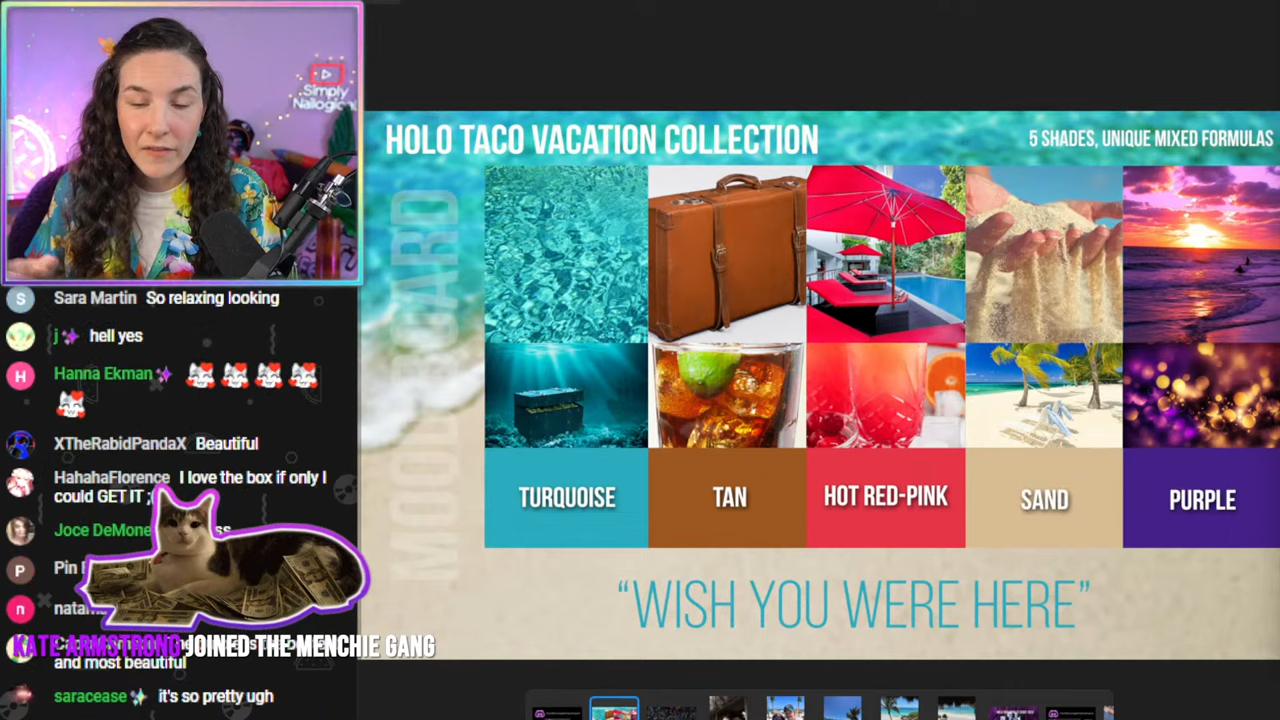 Simply
Nailogical
HOLO TACO VACATION COLLECTION
5 SHADES, UNIQUE MIXED FORMULAS
MOOD BOARD
TURQUOISE
TAN
HOT RED-PINK
SAND
PURPLE
“WISH YOU WERE HERE”
S
Sara Martin So relaxing looking
j hell yes
H
Hanna Ekman
XTheRabidPandaX Beautiful
HahahaFlorence I love the box if only I
could GET IT ;
Joce DeMone
P
Pin
n
KATE ARMSTRONG JOINED THE MENCHIE GANG
and most beautiful
saracease it's so pretty ugh